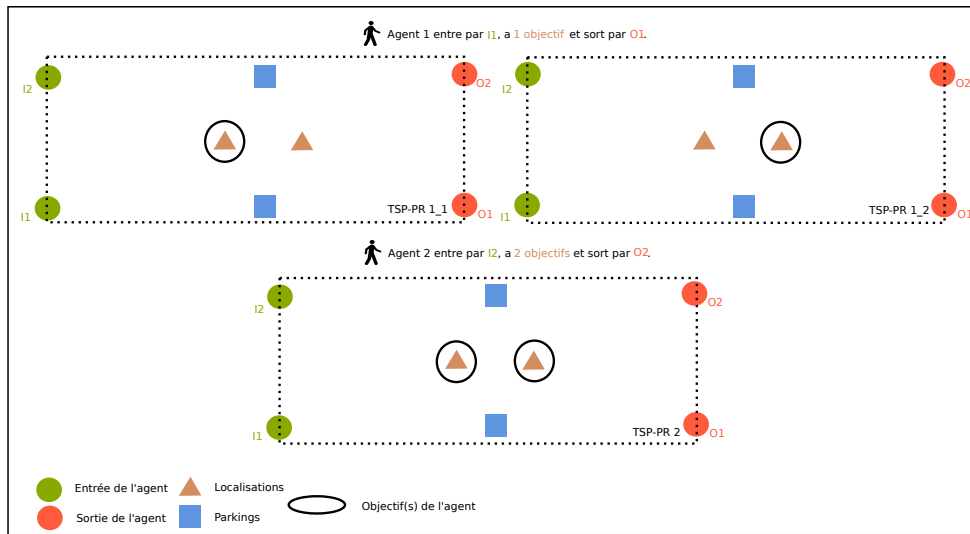 Agent 1 entre par I1, a 1 objectif et sort par O1.
I2
O2
I1
TSP-PR 1_1
O1
I2
O2
I1
TSP-PR 1_2
O1
Agent 2 entre par I2, a 2 objectifs et sort par O2.
I2
O2
I1
TSP-PR 2
O1
Entrée de l'agent
Localisations
Objectif(s) de l'agent
Sortie de l'agent
Parkings